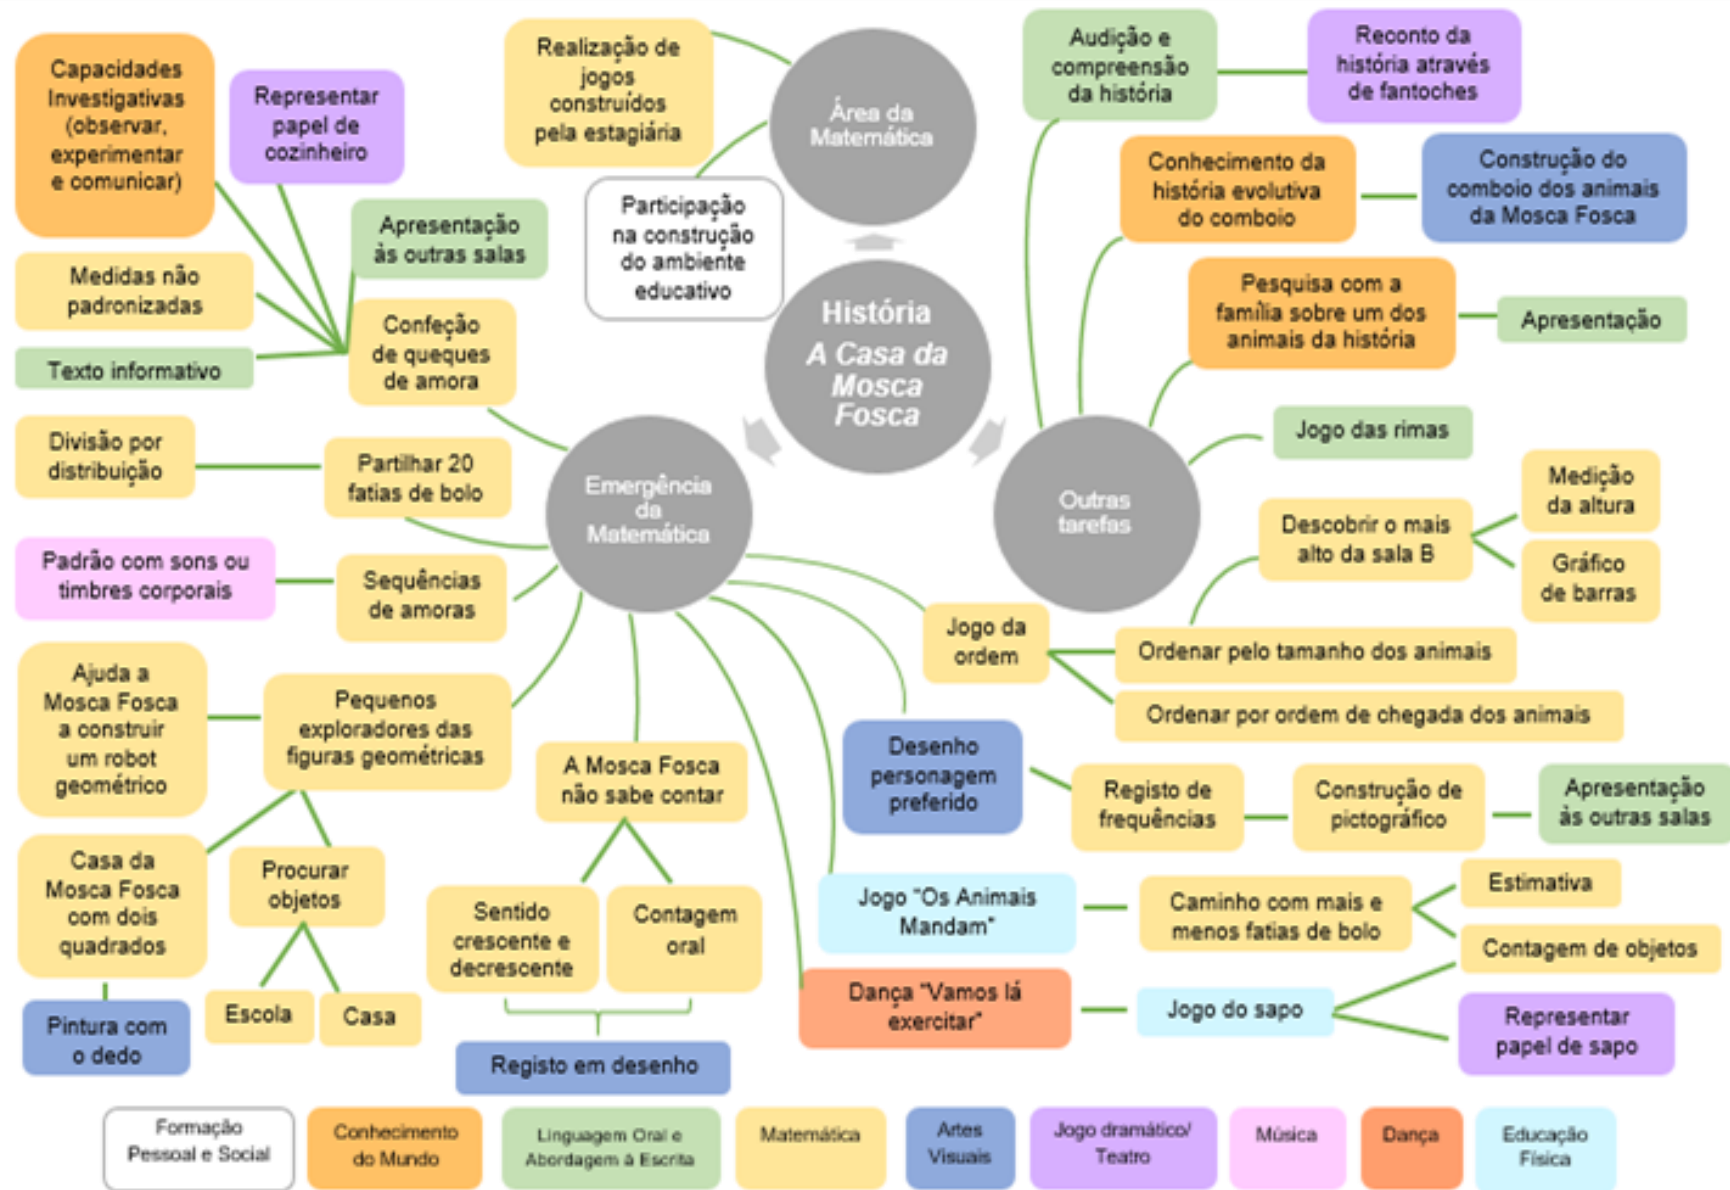 Capacidades
Investigativas
(observar,
experimentar
e comunicar)
Representar
papel de
cozinheiro
Realização de
jogos
construídos
pela estagiária
Área da
Matemática
Audição e
compreensão
da história
Reconto da
história através
de fantoches
Participação
na construção
do ambiente
educativo
Conhecimento da
história evolutiva
do comboio
Construção do
comboio dos animais
da Mosca Fosca
Apresentação
às outras salas
Medidas não
padronizadas
Texto informativo
Confeção
de queques
de amora
História
A Casa da
Mosca
Fosca
Pesquisa com a
família sobre um dos
animais da história
Apresentação
Divisão por
distribuição
Partilhar 20
fatias de bolo
Emergência
da
Matemática
Outras
tarefas
Jogo das rimas
Descobrir o mais
alto da sala B
Medição
da altura
Gráfico
de barras
Padrão com sons ou
timbres corporais
Sequências
de amoras
Jogo da
ordem
Ordenar pelo tamanho dos animais
Ordenar por ordem de chegada dos animais
Ajuda a
Mosca Fosca
a construir
um robot
geométrico
Pequenos
exploradores das
figuras geométricas
A Mosca Fosca
não sabe contar
Desenho
personagem
preferido
Registo de
frequências
Construção de
pictográfico
Apresentação
às outras salas
Casa da
Mosca Fosca
com dois
quadrados
Procurar
objetos
Sentido
crescente e
decrescente
Contagem
oral
Jogo "Os Animais
Mandam"
Caminho com mais e
menos fatias de bolo
Estimativa
Contagem de objetos
Pintura com
o dedo
Escola
Casa
Registo em desenho
Dança "Vamos lá
exercitar"
Jogo do sapo
Representar
papel de sapo
Formação
Pessoal e Social
Conhecimento
do Mundo
Linguagem Oral e
Abordagem à Escrita
Matemática
Artes
Visuais
Jogo dramático/
Teatro
Música
Dança
Educação
Física